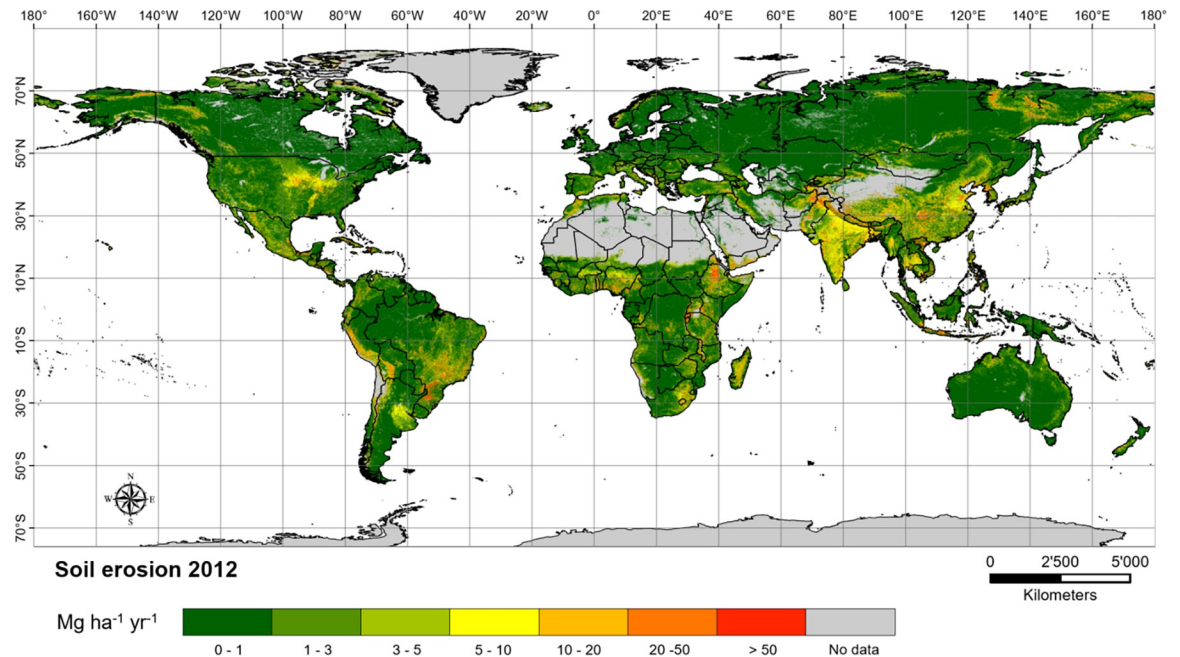 180° 160°W 140°W 120°W 100°W 80°W 60°W 40°W 20°W 0° 20°E 40°E 60°E 80°E 100°E 120°E 140°E 160°E 180°
70°N
50°N
30°N
10°N
10°S
30°S
50°S
70°S
N
W E
S
Soil erosion 2012
0 2'500 5'000
Kilometers
Mg ha⁻¹ yr⁻¹
0 - 1 1 - 3 3 - 5 5 - 10 10 - 20 20 -50 > 50 No data